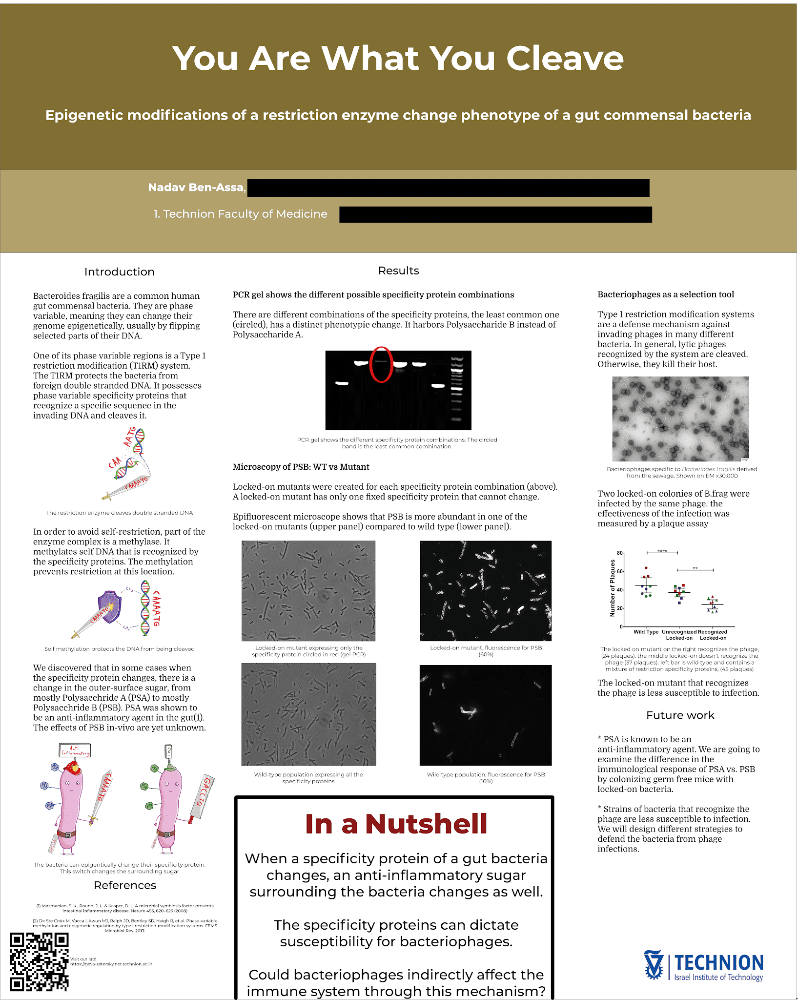 You Are What You Cleave
Epigenetic modifications of a restriction enzyme change phenotype of a gut commensal bacteria
Nadav Ben-Assa,
1. Technion Faculty of Medicine
Introduction
Bacteroides fragilis are a common human
gut commensal bacteria. They are phase
variable, meaning they can change their
genome epigenetically, usually by flipping
selected parts of their DNA.
One of its phase variable regions is a Type 1
restriction modification (T1RM) system.
The T1RM protects the bacteria from
foreign double stranded DNA. It possesses
phase variable specificity proteins that
recognize a specific sequence in the
invading DNA and cleaves it.
AATG
CAA
CAAAATG
The restriction enzyme cleaves double stranded DNA
In order to avoid self-restriction, part of the
enzyme complex is a methylase. It
methylates self DNA that is recognized by
the specificity proteins. The methylation
prevents restriction at this location.
CH3
CH3
CAAAATG
CAAAATG
CH3
Self methylation protects the DNA from being cleaved
We discovered that in some cases when
the specificity protein changes, there is a
change in the outer-surface sugar, from
mostly Polysacchride A (PSA) to mostly
Polysacchride B (PSB). PSA was shown to
be an anti-inflammatory agent in the gut(1).
The effects of PSB in-vivo are yet unknown.
Anti
Inflammatory
?
PSA
PSA
PSA
CAAAATG
GACCTG
PSB
PSB
GACCTG
The bacteria can epigentically change their specificity protein.
This switch changes the surrounding sugar
References
(1) Mazmanian, S. K., Round, J. L. & Kasper, D. L. A microbial symbiosis factor prevents
intestinal inflammatory disease. Nature 453, 620–625 (2008)
(2) De Ste Croix M, Vacca I, Kwun MJ, Ralph JD, Bentley SD, Haigh R, et al. Phase-variable
methylation and epigenetic regulation by type I restriction-modification systems. FEMS
Microbiol Rev. 2017.
Visit our lab!
https://geva-zatorsky.net.technion.ac.il/
Results
PCR gel shows the different possible specificity protein combinations
There are different combinations of the specificity proteins, the least common one
(circled), has a distinct phenotypic change. It harbors Polysaccharide B instead of
Polysaccharide A.
PCR gel shows the different specificity protein combinations. The circled
band is the least common combination.
Microscopy of PSB: WT vs Mutant
Locked-on mutants were created for each specificity protein combination (above).
A locked-on mutant has only one fixed specificity protein that cannot change.
Epifluorescent microscope shows that PSB is more abundant in one of the
locked-on mutants (upper panel) compared to wild type (lower panel).
Locked-on mutant expressing only the
specificity protein circled in red (gel PCR)
Locked-on mutant, fluorescence for PSB
(60%)
Wild-type population expressing all the
specificity proteins
Wild type population, fluorescence for PSB
(10%)
In a Nutshell
When a specificity protein of a gut bacteria
changes, an anti-inflammatory sugar
surrounding the bacteria changes as well.
The specificity proteins can dictate
susceptibility for bacteriophages.
Could bacteriophages indirectly affect the
immune system through this mechanism?
Bacteriophages as a selection tool
Type 1 restriction modification systems
are a defense mechanism against
invading phages in many different
bacteria. In general, lytic phages
recognized by the system are cleaved.
Otherwise, they kill their host.
Bacteriophages specific to Bacteriodes fragilis derived
from the sewage. Shown on EM x30,000
Two locked-on colonies of B.frag were
infected by the same phage. the
effectiveness of the infection was
measured by a plaque assay
Number of Plaques
80
60
40
20
0
****
**
Wild Type
Unrecognized
Locked-on
Recognized
Locked-on
The locked on mutant on the right recognizes the phage,
(24 plaques). the middle locked-on doesn't recognize the
phage (37 plaques). left bar is wild type and contains a
mixture of restriction specificity proteins, (45 plaques)
The locked-on mutant that recognizes
the phage is less susceptible to infection.
Future work
* PSA is known to be an
anti-inflammatory agent. We are going to
examine the difference in the
immunological response of PSA vs. PSB
by colonizing germ free mice with
locked-on bacteria.
* Strains of bacteria that recognize the
phage are less susceptible to infection.
We will design different strategies to
defend the bacteria from phage
infections.
TECHNION
Israel Institute of Technology